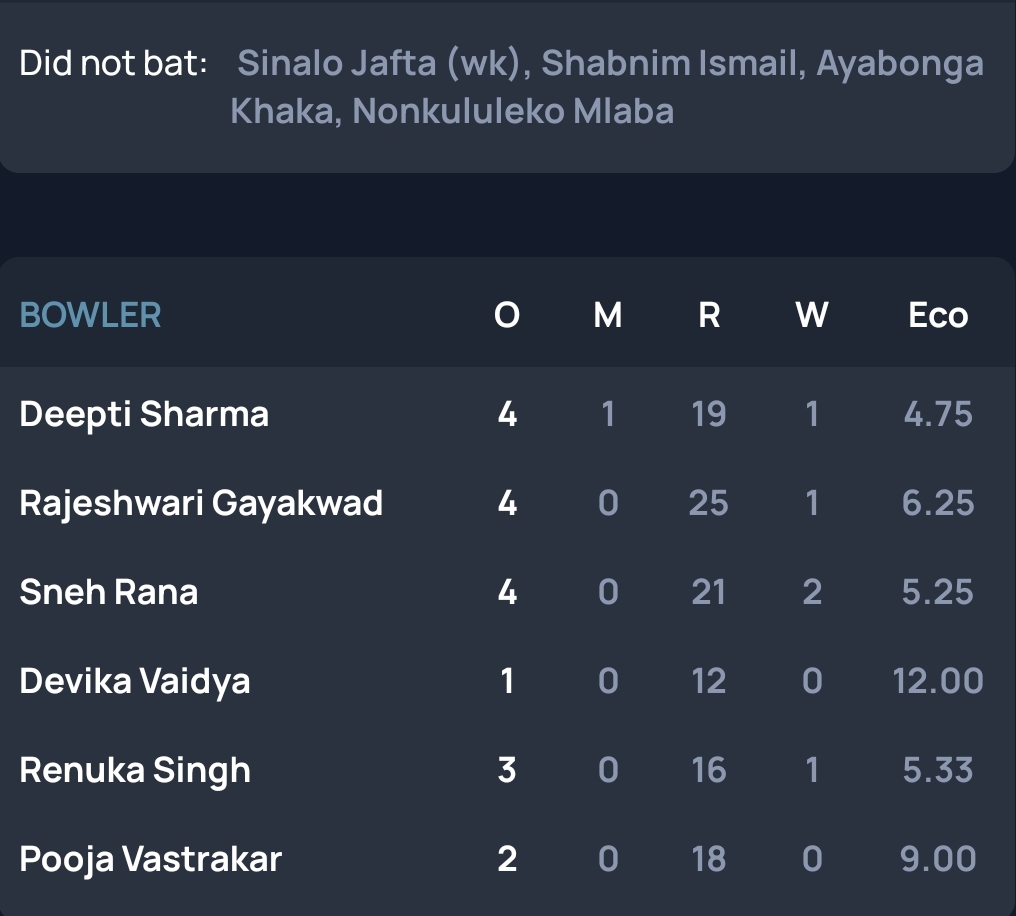 Did not bat: Sinalo Jafta (wk), Shabnim Ismail, Ayabonga
Khaka, Nonkululeko Mlaba
BOWLER O M R W Eco
Deepti Sharma 4 1 19 1 4.75
Rajeshwari Gayakwad 4 0 25 1 6.25
Sneh Rana 4 0 21 2 5.25
Devika Vaidya 1 0 12 0 12.00
Renuka Singh 3 0 16 1 5.33
Pooja Vastrakar 2 0 18 0 9.00